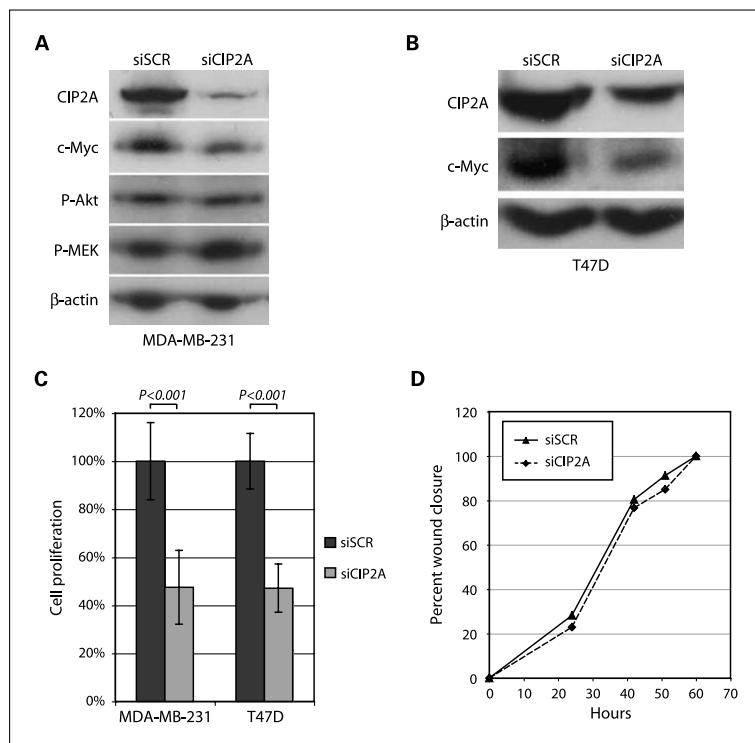 A
siSCR siCIP2A
CIP2A
c-Myc
P-Akt
P-MEK
β-actin
MDA-MB-231
B
siSCR siCIP2A
CIP2A
c-Myc
β-actin
T47D
C
P<0.001 P<0.001
120%
100%
80%
60%
40%
20%
0%
Cell proliferation
MDA-MB-231 T47D
siSCR
siCIP2A
D
120
100
80
60
40
20
0
Percent wound closure
siSCR
siCIP2A
0 10 20 30 40 50 60 70
Hours